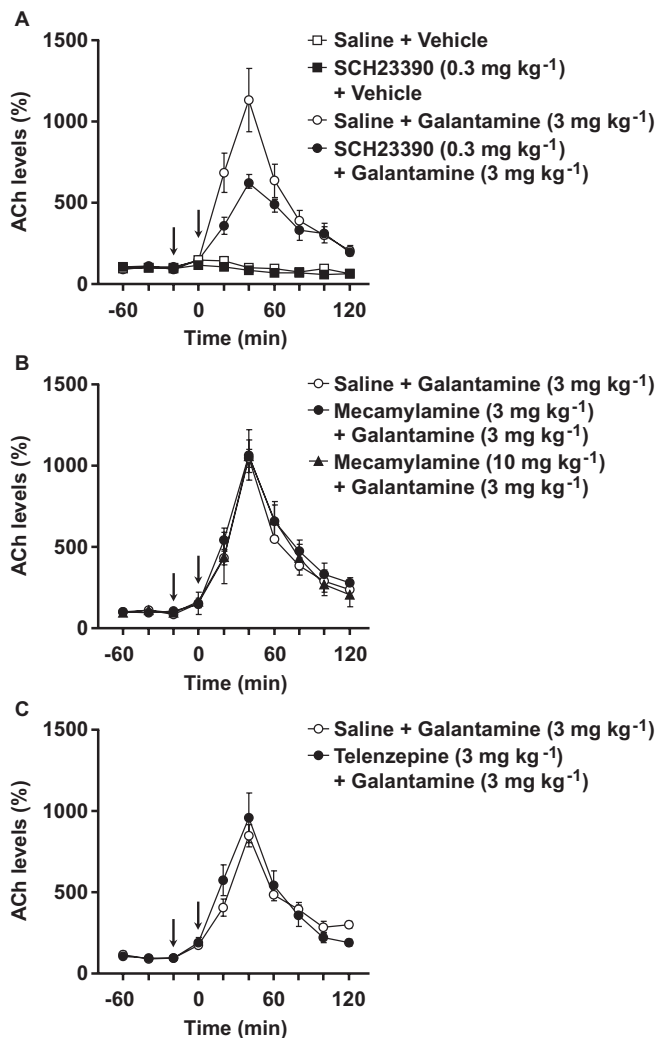 A
1500
1000
500
0
ACh levels (%)
-60 0 60 120
Time (min)
Saline + Vehicle
SCH23390 (0.3 mg kg-1)
+ Vehicle
Saline + Galantamine (3 mg kg-1)
SCH23390 (0.3 mg kg-1)
+ Galantamine (3 mg kg-1)
B
1500
1000
500
0
ACh levels (%)
-60 0 60 120
Time (min)
Saline + Galantamine (3 mg kg-1)
Mecamylamine (3 mg kg-1)
+ Galantamine (3 mg kg-1)
Mecamylamine (10 mg kg-1)
+ Galantamine (3 mg kg-1)
C
1500
1000
500
0
ACh levels (%)
-60 0 60 120
Time (min)
Saline + Galantamine (3 mg kg-1)
Telenzepine (3 mg kg-1)
+ Galantamine (3 mg kg-1)